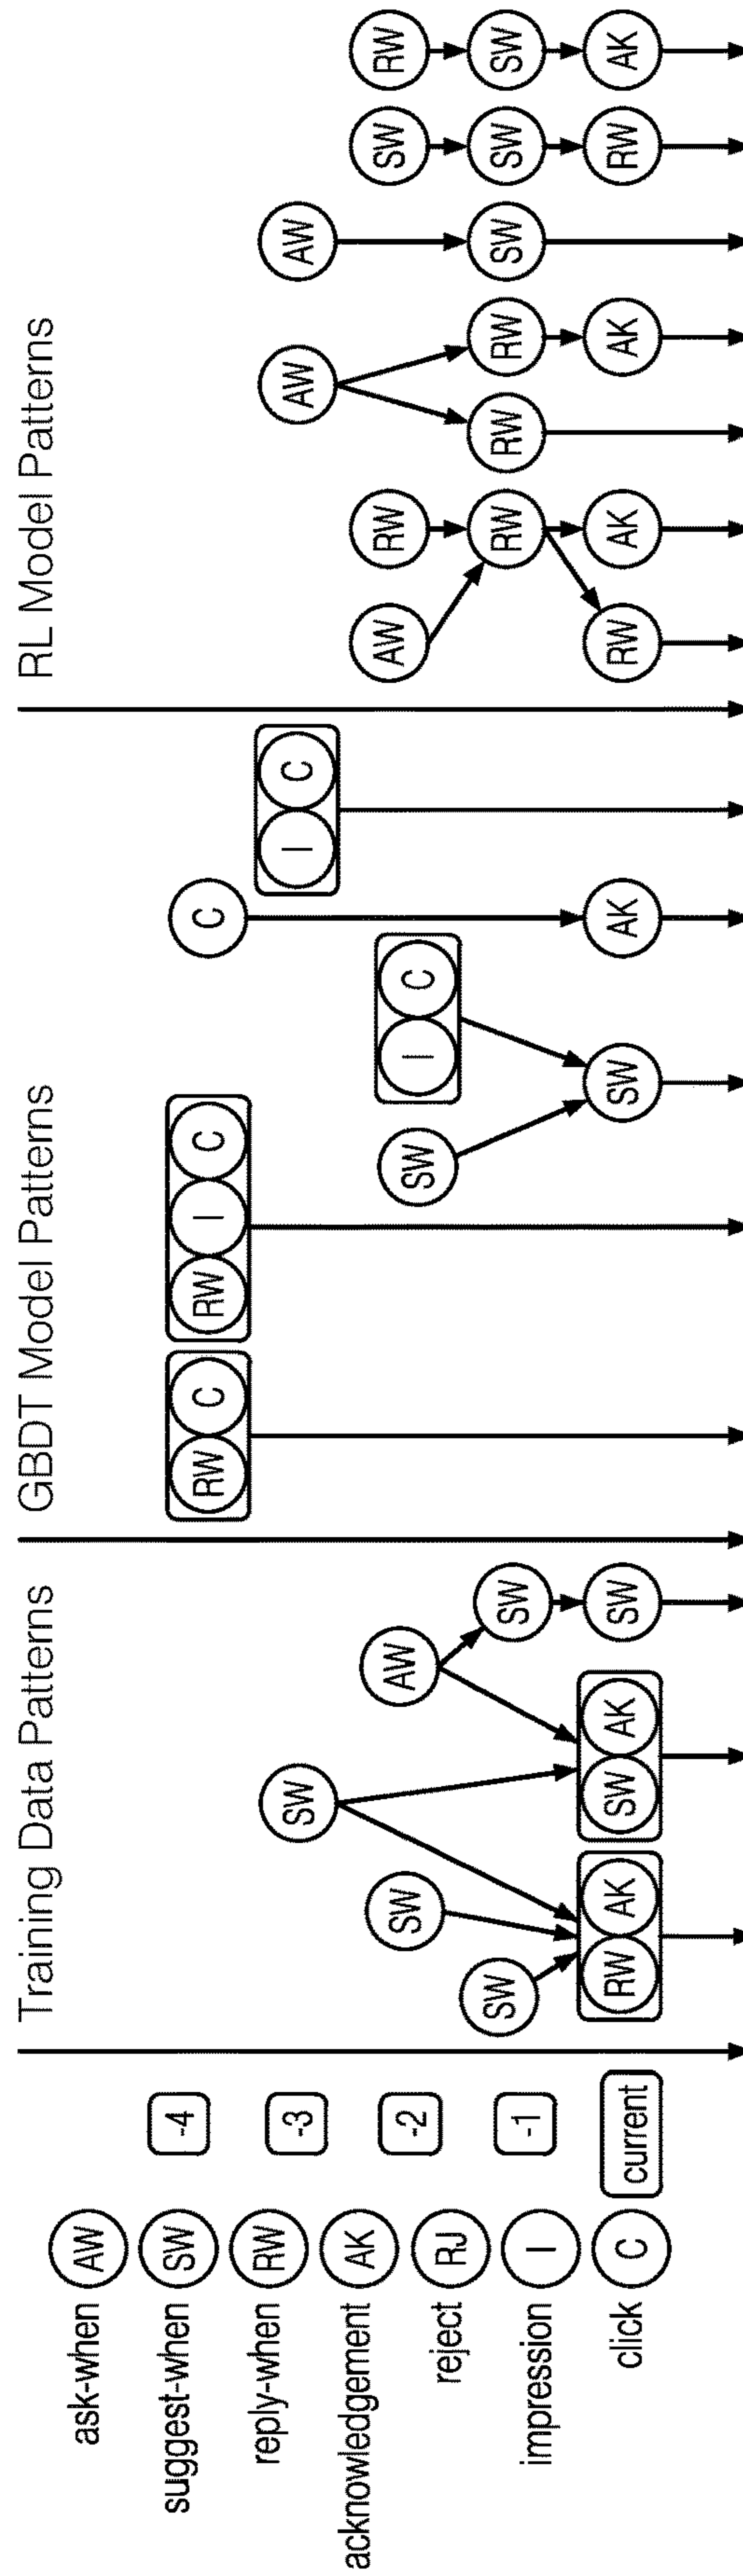 ask-when AW
suggest-when SW
reply-when RW
acknowledgement AK
reject RJ
impression I
click C
-4
-3
-2
-1
current
Training Data Patterns
SW
SW AW
SW SW
RW AK SW AK SW
GBDT Model Patterns
RW C RW I C C
I C
SW I C
SW AK
RL Model Patterns
AW AW
AW RW SW RW
RW RW RW SW SW SW
RW AK AK RW AK